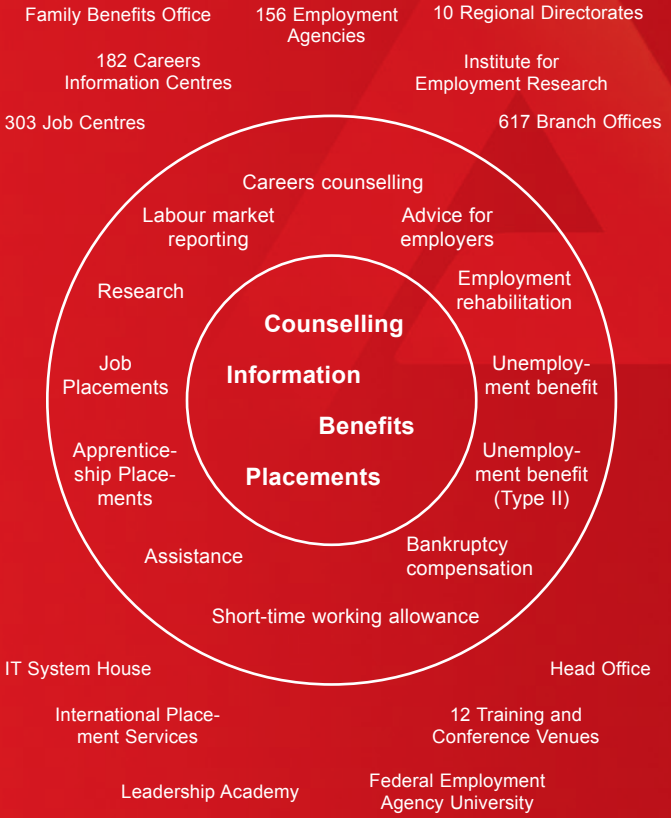 Family Benefits Office
156 Employment
Agencies
10 Regional Directorates
182 Careers
Information Centres
Institute for
Employment Research
303 Job Centres
617 Branch Offices
Careers counselling
Labour market
reporting
Advice for
employers
Research
Employment
rehabilitation
Counselling
Information
Benefits
Placements
Job
Placements
Unemploy-
ment benefit
Apprentice-
ship Place-
ments
Unemploy-
ment benefit
(Type II)
Assistance
Bankruptcy
compensation
Short-time working allowance
IT System House
Head Office
International Place-
ment Services
12 Training and
Conference Venues
Leadership Academy
Federal Employment
Agency University